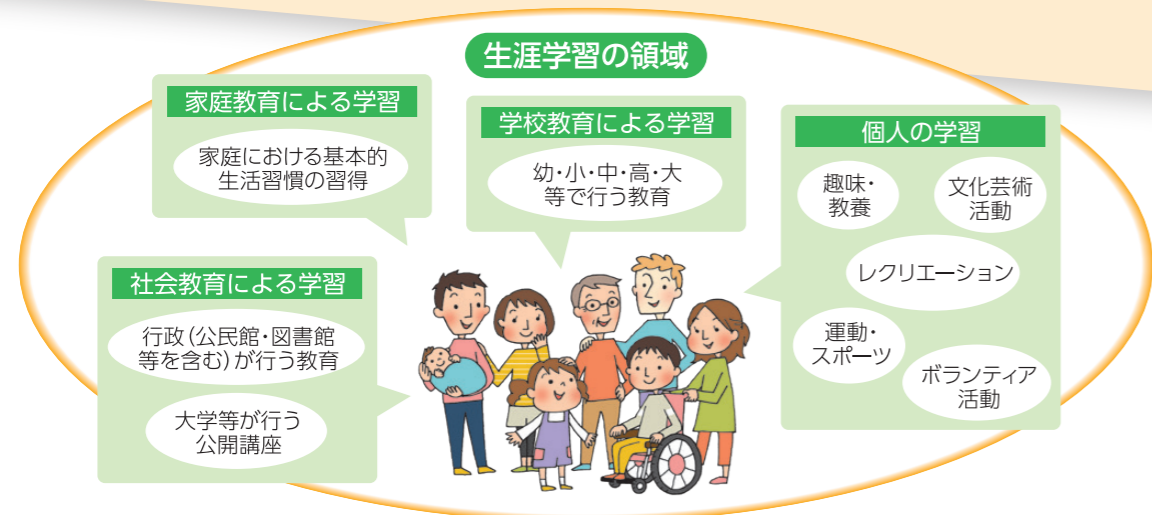 生涯学習の領域
家庭教育による学習
家庭における基本的
生活習慣の習得
学校教育による学習
幼・小・中・高・大
等で行う教育
個人の学習
趣味・
教養
文化芸術
活動
レクリエーション
運動・
スポーツ
ボランティア
活動
社会教育による学習
行政（公民館・図書館
等を含む）が行う教育
大学等が行う
公開講座